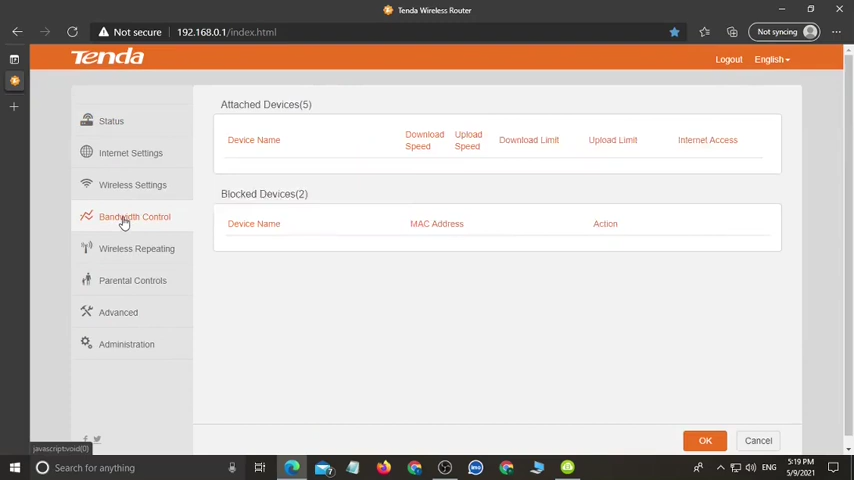 Tenda Wireless Router
Not secure
192.168.0.1/index.html
Not syncing
Tenda
Logout
English
Status
Internet Settings
Wireless Settings
Bandwidth Control
Wireless Repeating
Parental Controls
Advanced
Administration
Attached Devices(5)
Device Name
Download Speed
Upload Speed
Download Limit
Upload Limit
Internet Access
Blocked Devices(2)
Device Name
MAC Address
Action
OK
Cancel
javascript:void(0)
Search for anything
7
ENG
5:19 PM
5/9/2021